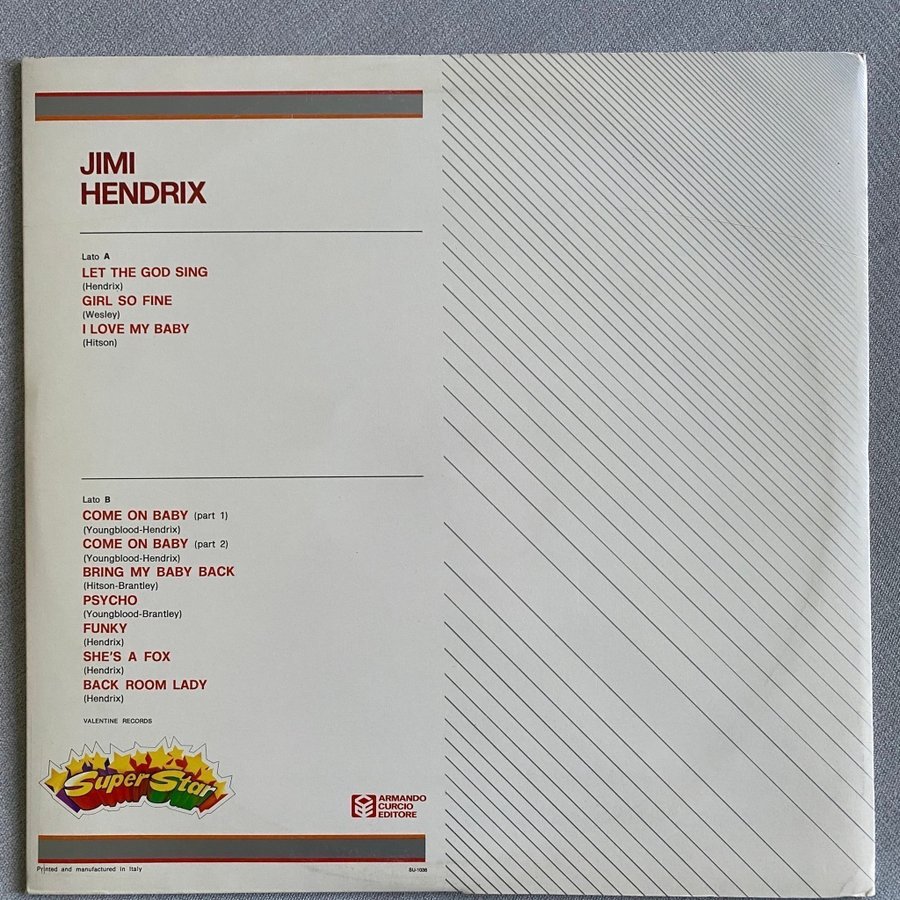 JIMI
HENDRIX
Lato A
LET THE GOD SING
(Hendrix)
GIRL SO FINE
(Wesley)
I LOVE MY BABY
(Hitson)
Lato B
COME ON BABY (part 1)
(Youngblood-Hendrix)
COME ON BABY (part 2)
(Youngblood-Hendrix)
BRING MY BABY BACK
(Hitson-Brantley)
PSYCHO
(Youngblood-Brantley)
FUNKY
(Hendrix)
SHE'S A FOX
(Hendrix)
BACK ROOM LADY
(Hendrix)
VALENTINE RECORDS
Super Star
ARMANDO
CURCIO
EDITORE
Printed and manufactured in Italy
SU-1038